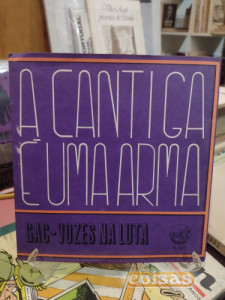 A CANTIGA
É UMA ARMA
GAC-VOZES NA LUTA
coisas